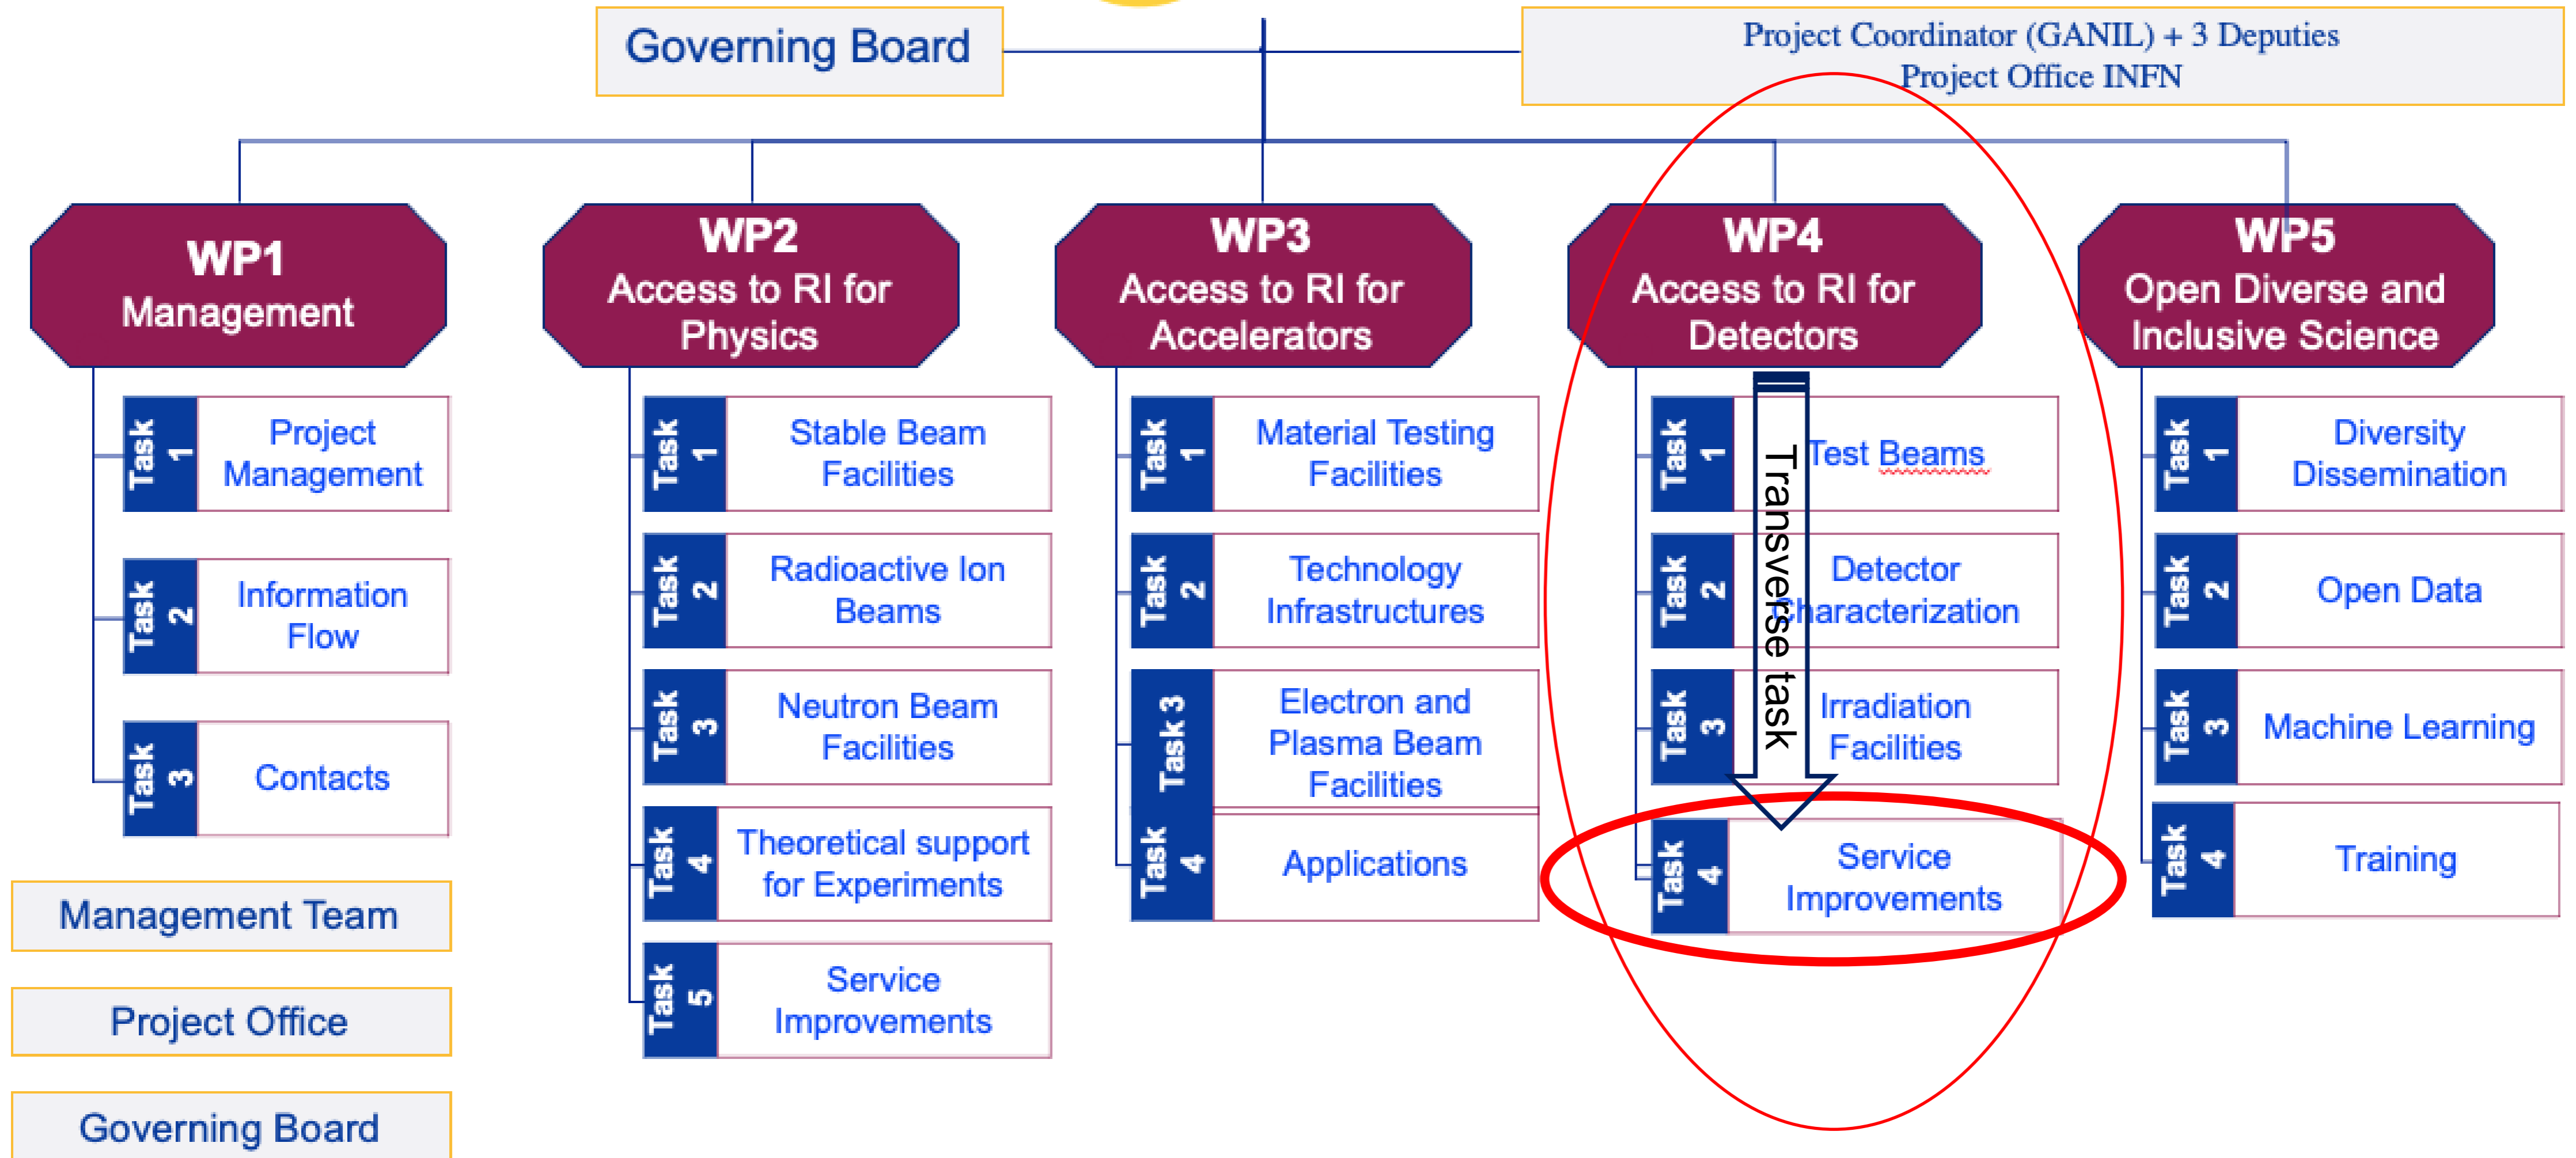 Governing Board
Project Coordinator (GANIL) + 3 Deputies
Project Office INFN
WP1
Management
Task 1
Project
Management
Task 2
Information
Flow
Task 3
Contacts
Management Team
Project Office
Governing Board
WP2
Access to RI for
Physics
Task 1
Stable Beam
Facilities
Task 2
Radioactive Ion
Beams
Task 3
Neutron Beam
Facilities
Task 4
Theoretical support
for Experiments
Task 5
Service
Improvements
WP3
Access to RI for
Accelerators
Task 1
Material Testing
Facilities
Task 2
Technology
Infrastructures
Task 3
Electron and
Plasma Beam
Facilities
Task 4
Applications
WP4
Access to RI for
Detectors
Transverse task
Task 1
Test Beams
Task 2
Detector
Characterization
Task 3
Irradiation
Facilities
Task 4
Service
Improvements
WP5
Open Diverse and
Inclusive Science
Task 1
Diversity
Dissemination
Task 2
Open Data
Task 3
Machine Learning
Task 4
Training